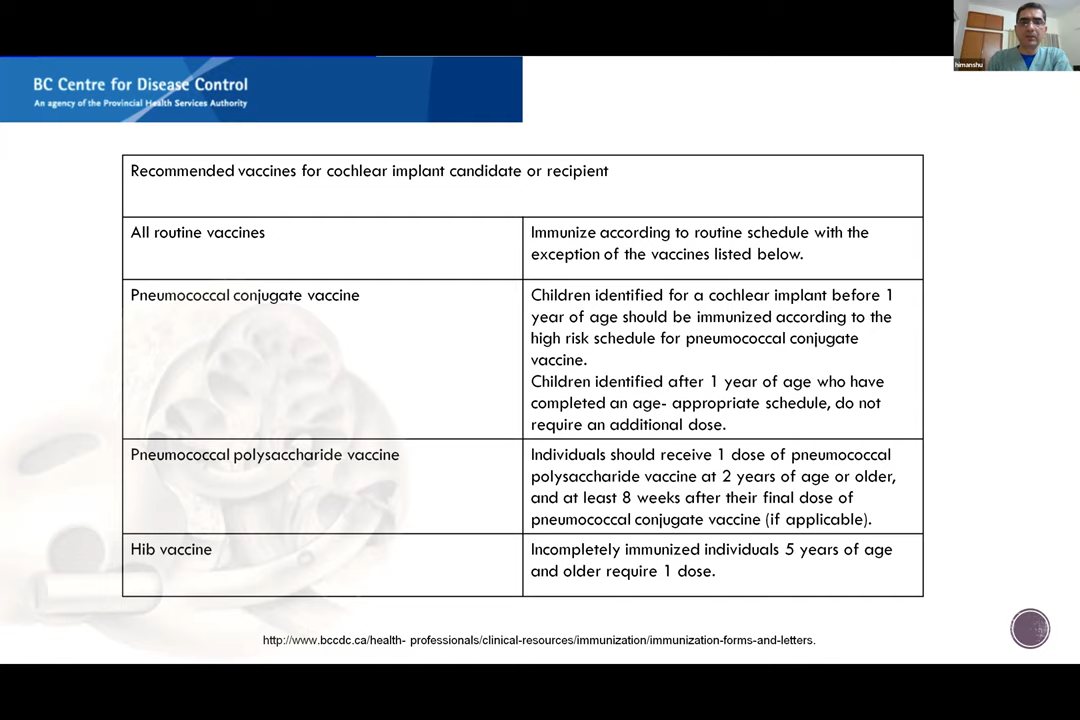 himanshu
BC Centre for Disease Control
An agency of the Provincial Health Services Authority
Recommended vaccines for cochlear implant candidate or recipient
All routine vaccines
Immunize according to routine schedule with the
exception of the vaccines listed below.
Pneumococcal conjugate vaccine
Children identified for a cochlear implant before 1
year of age should be immunized according to the
high risk schedule for pneumococcal conjugate
vaccine.
Children identified after 1 year of age who have
completed an age- appropriate schedule, do not
require an additional dose.
Pneumococcal polysaccharide vaccine
Individuals should receive 1 dose of pneumococcal
polysaccharide vaccine at 2 years of age or older,
and at least 8 weeks after their final dose of
pneumococcal conjugate vaccine (if applicable).
Hib vaccine
Incompletely immunized individuals 5 years of age
and older require 1 dose.
http://www.bccdc.ca/health- professionals/clinical-resources/immunization/immunization-forms-and-letters.